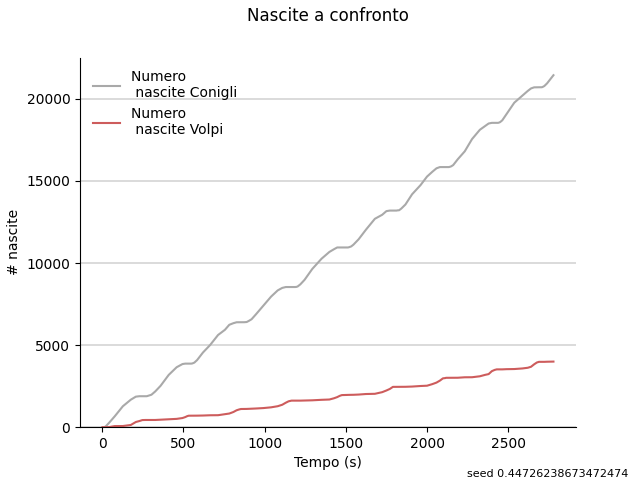 Nascite a confronto
Numero
nascite Conigli
Numero
nascite Volpi
20000
15000
10000
5000
0
# nascite
0 500 1000 1500 2000 2500
Tempo (s)
seed 0.44726238673472474